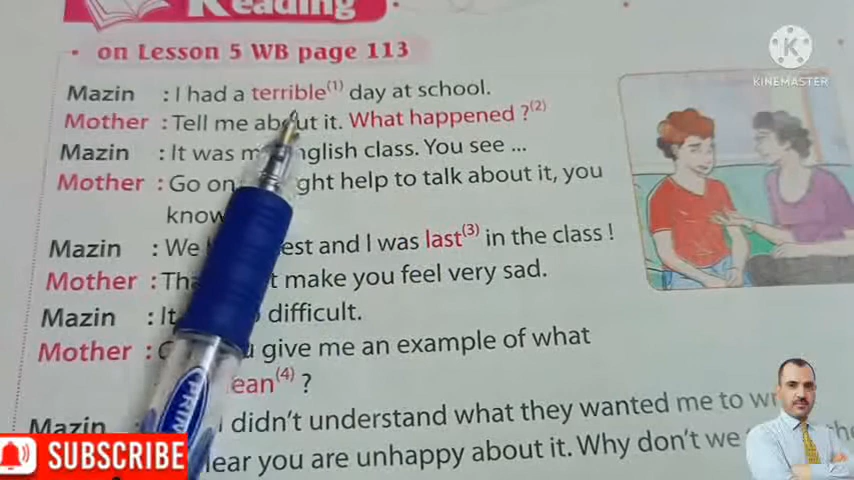 Reading
on Lesson 5 WB page 113
KINEMASTER
Mazin : I had a terrible(1) day at school.
Mother : Tell me about it. What happened ?(2)
Mazin : It was m nglish class. You see ...
Mother : Go on ght help to talk about it, you
know
Mazin : We est and I was last(3) in the class !
Mother : Tha t make you feel very sad.
Mazin : It difficult.
Mother : u give me an example of what
ean(4) ?
Mazin I didn't understand what they wanted me to
ear you are unhappy about it. Why don't we
SUBSCRIBE